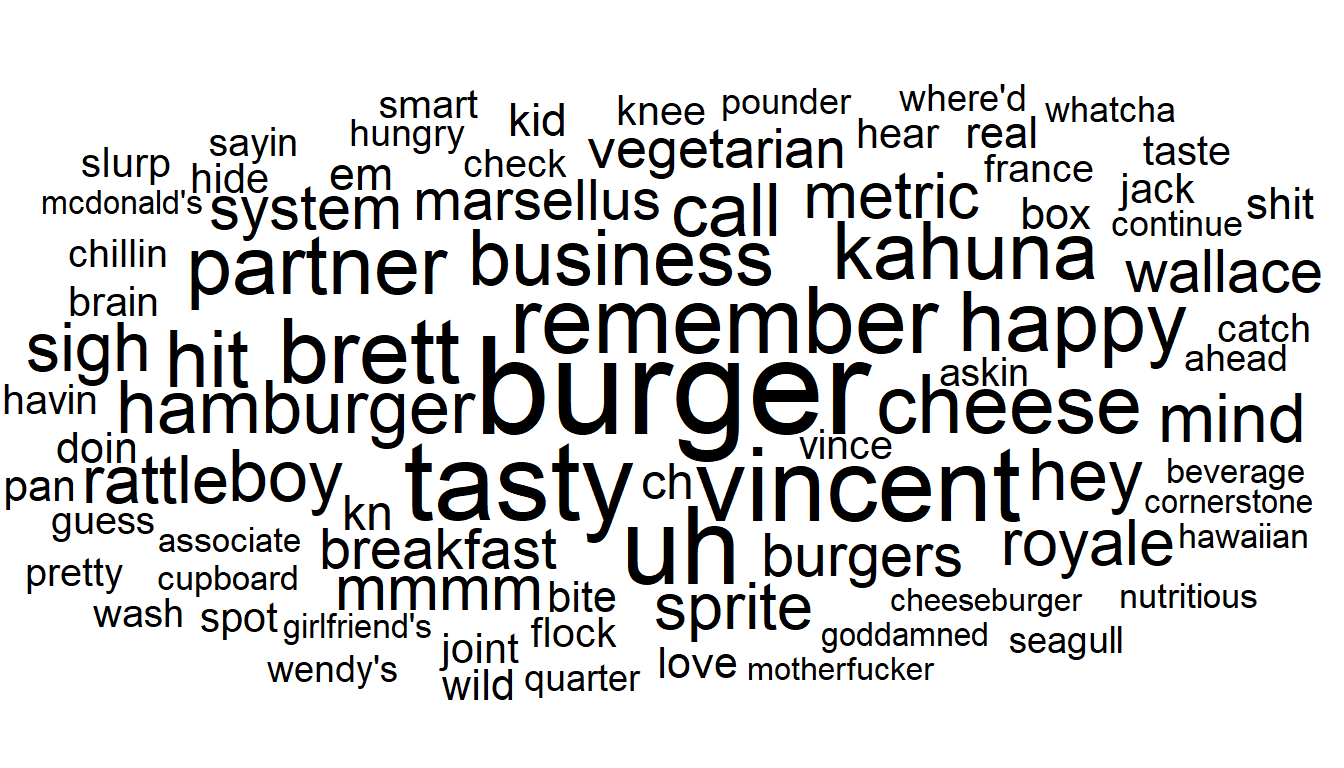 smart
kid
knee
pounder
where'd
whatcha
sayin
hungry
vegetarian
hear
real
slurp
hide
em
check
france
taste
mcdonald's
system
marsellus
call
metric
box
jack
continue
shit
chillin
partner
business
kahuna
wallace
brain
remember
happy
catch
sigh
hit
brett
burger
askin
ahead
havin
hamburger
cheese
mind
doin
vince
pan
rattle
boy
tasty
ch
vincent
hey
beverage
cornerstone
guess
kn
associate
breakfast
uh
burgers
royale
hawaiian
pretty
cupboard
mmmm
bite
sprite
cheeseburger
nutritious
wash
spot
girlfriend's
flock
goddamned
seagull
joint
love
motherfucker
wendy's
wild
quarter